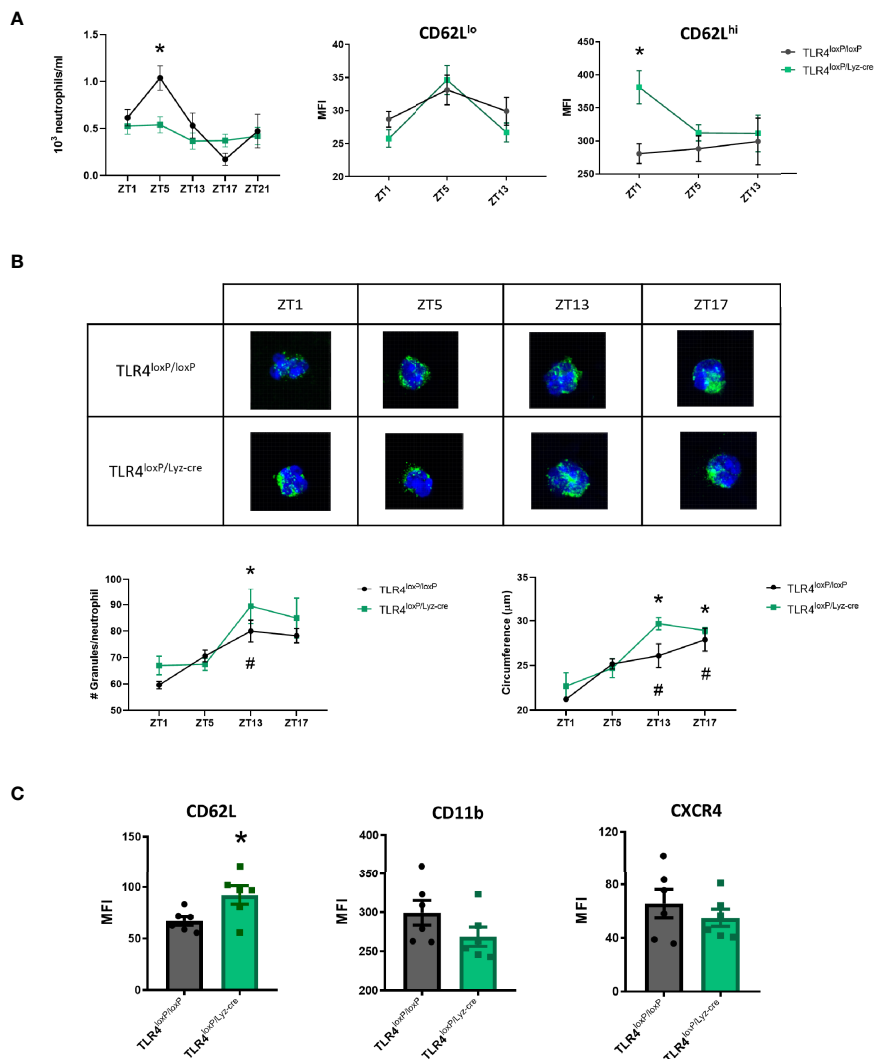 A
*
1.5
1.0
0.5
0.0
10³ neutrophils/ml
ZT1 ZT5 ZT13 ZT17 ZT21
CD62Lˡᵒ
40
35
30
25
20
MFI
ZT1 ZT5 ZT13
CD62Lʰⁱ
*
450
400
350
300
250
MFI
ZT1 ZT5 ZT13
TLR4loxP/loxP
TLR4loxP/Lyz-cre
B
ZT1 ZT5 ZT13 ZT17
TLR4loxP/loxP
TLR4loxP/Lyz-cre
*
#
100
90
80
70
60
50
# Granules/neutrophil
ZT1 ZT5 ZT13 ZT17
TLR4loxP/loxP
TLR4loxP/Lyz-cre
* *
# #
35
30
25
20
Circumference (µm)
ZT1 ZT5 ZT13 ZT17
TLR4loxP/loxP
TLR4loxP/Lyz-cre
C
CD62L
*
150
100
50
0
MFI
TLR4loxP/loxP
TLR4loxP/Lyz-cre
CD11b
400
350
300
250
200
MFI
TLR4loxP/loxP
TLR4loxP/Lyz-cre
CXCR4
120
80
40
0
MFI
TLR4loxP/loxP
TLR4loxP/Lyz-cre